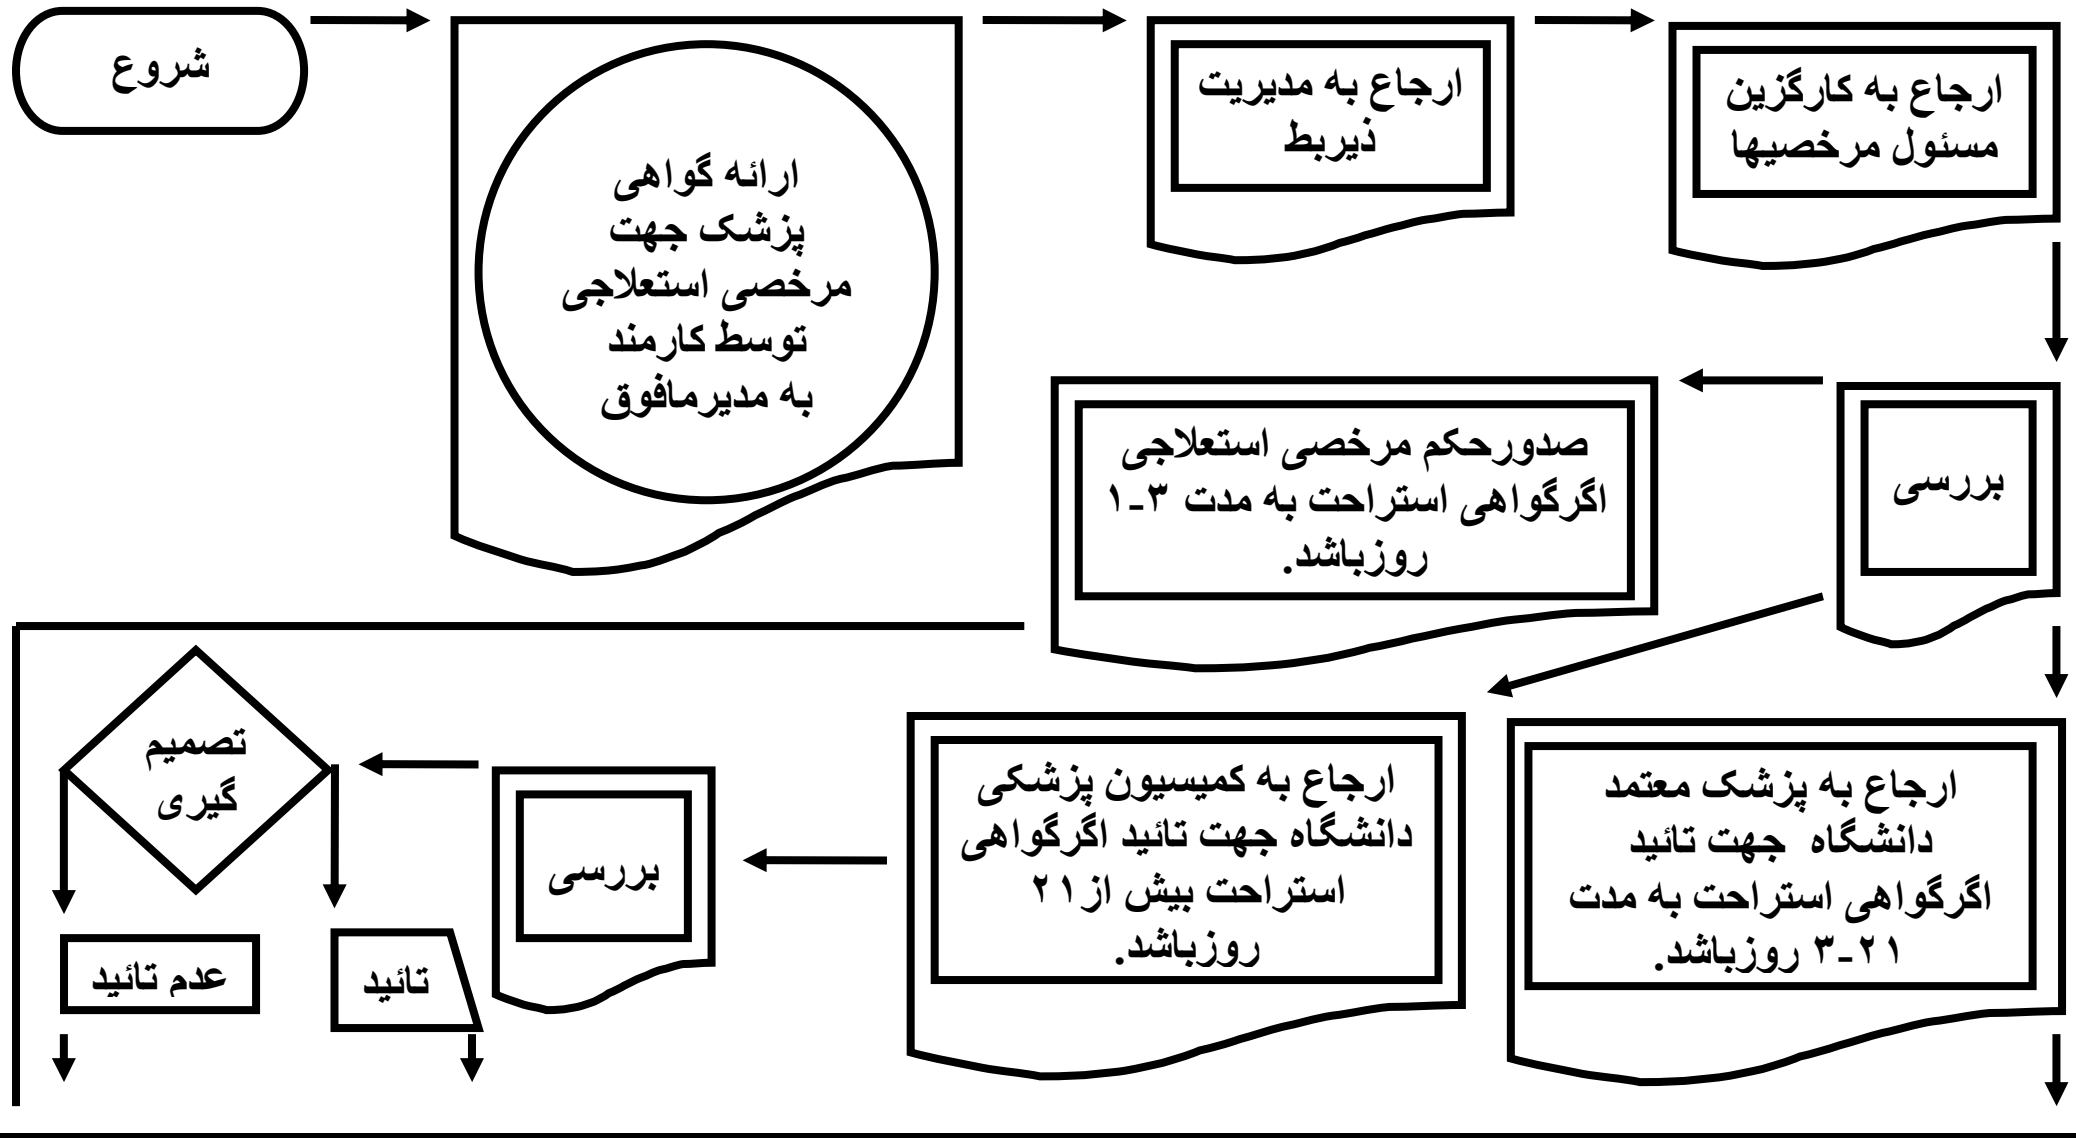 شروع
ارائه گواهی
پزشک جهت
مرخصی استعلاجی
توسط کارمند
به مدیرمافوق
ارجاع به مدیریت
ذیربط
ارجاع به کارگزین
مسئول مرخصیها
بررسی
صدورحکم مرخصی استعلاجی
اگرگواهی استراحت به مدت ۳-۱
روزباشد.
ارجاع به پزشک معتمد
دانشگاه جهت تائید
اگرگواهی استراحت به مدت
۲۱-۳ روزباشد.
ارجاع به کمیسیون پزشکی
دانشگاه جهت تائید اگرگواهی
استراحت بیش از۲۱
روزباشد.
بررسی
تصمیم
گیری
تائید
عدم تائید